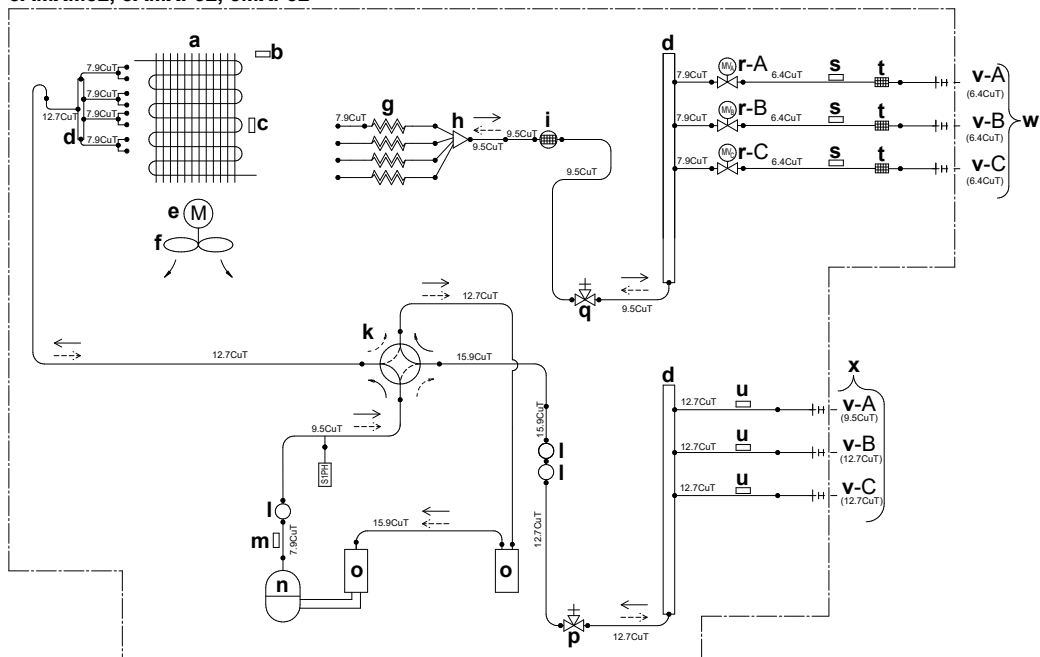 a
b
7.9CuT
7.9CuT
7.9CuT
7.9CuT
12.7CuT
d
c
e
M
f
7.9CuT
g
h
9.5CuT
9.5CuT
i
9.5CuT
q
9.5CuT
d
7.9CuT
r-A
6.4CuT
s
t
v-A
(6.4CuT)
7.9CuT
r-B
6.4CuT
s
t
v-B
(6.4CuT)
w
7.9CuT
r-C
6.4CuT
s
t
v-C
(6.4CuT)
12.7CuT
k
12.7CuT
15.9CuT
9.5CuT
S1PH
l
m
7.9CuT
n
15.9CuT
o
o
15.9CuT
l
l
12.7CuT
p
12.7CuT
d
x
12.7CuT
u
v-A
(9.5CuT)
12.7CuT
u
v-B
(12.7CuT)
12.7CuT
u
v-C
(12.7CuT)